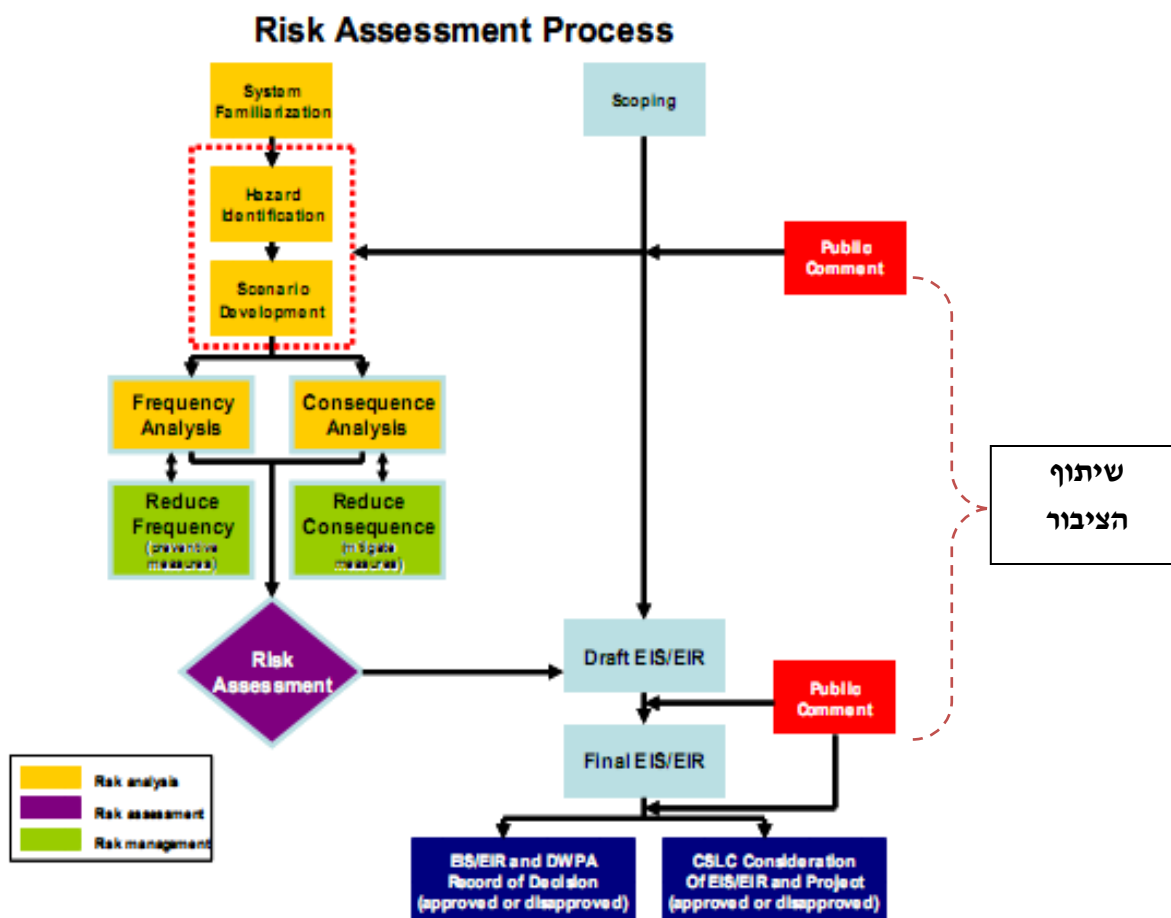 Risk Assessment Process
System
Familiarization
Scoping
Hazard
Identification
Public
Comment
Scenario
Development
Frequency
Analysis
Consequence
Analysis
שיתוף
הציבור
Reduce
Frequency
(preventive
measures)
Reduce
Consequence
(mitigate
measures)
Risk
Assessment
Draft EIS/EIR
Public
Comment
Final EIS/EIR
Risk analysis
Risk assessment
Risk management
EIS/EIR and DWPA
Record of Decision
(approved or disapproved)
CSLC Consideration
Of EIS/EIR and Project
(approved or disapproved)